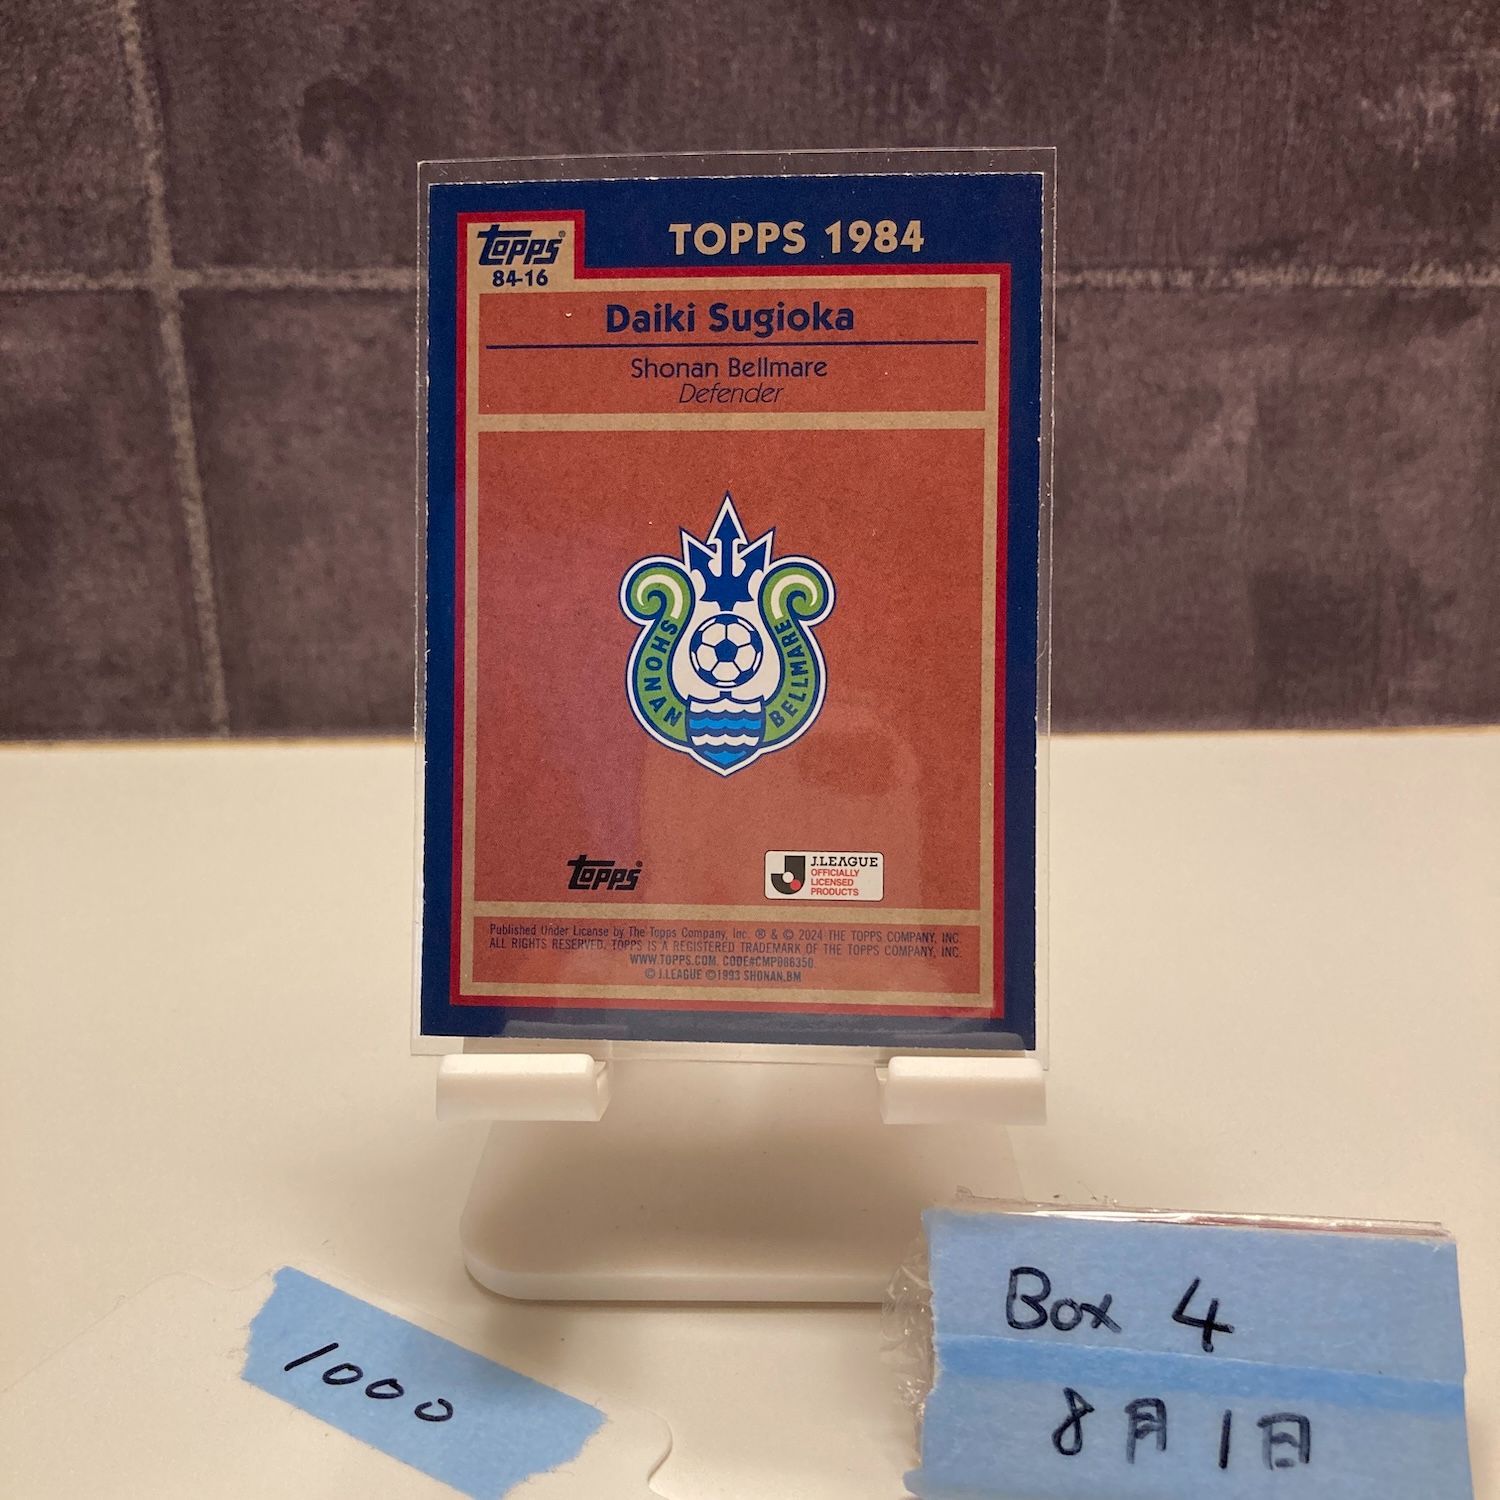 topps®
84-16
TOPPS 1984
Daiki Sugioka
Shonan Bellmare
Defender
SHONAN
BELLMARE
topps®
J.LEAGUE
OFFICIALLY
LICENSED
PRODUCTS
Published Under License by The Topps Company, Inc. ® & © 2024 THE TOPPS COMPANY, INC.
ALL RIGHTS RESERVED. TOPPS IS A REGISTERED TRADEMARK OF THE TOPPS COMPANY, INC.
WWW.TOPPS.COM. CODE#CMP086350
© J.LEAGUE ©1993 SHONAN.BM
1000
Box 4
8月1日